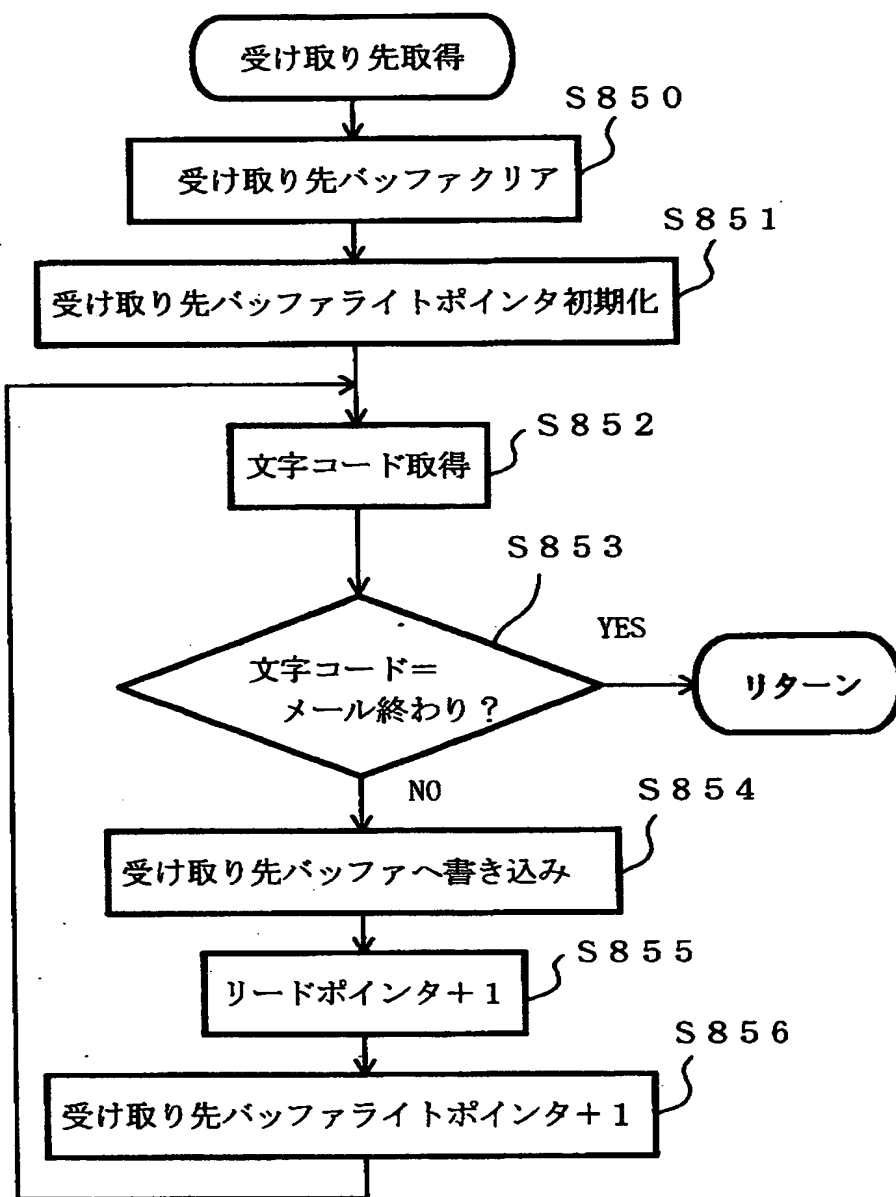 受け取り先取得
S850
受け取り先バッファクリア
S851
受け取り先バッファライトポインタ初期化
S852
文字コード取得
S853
文字コード＝
メール終わり？
YES
リターン
NO
S854
受け取り先バッファへ書き込み
S855
リードポインタ＋１
S856
受け取り先バッファライトポインタ＋１